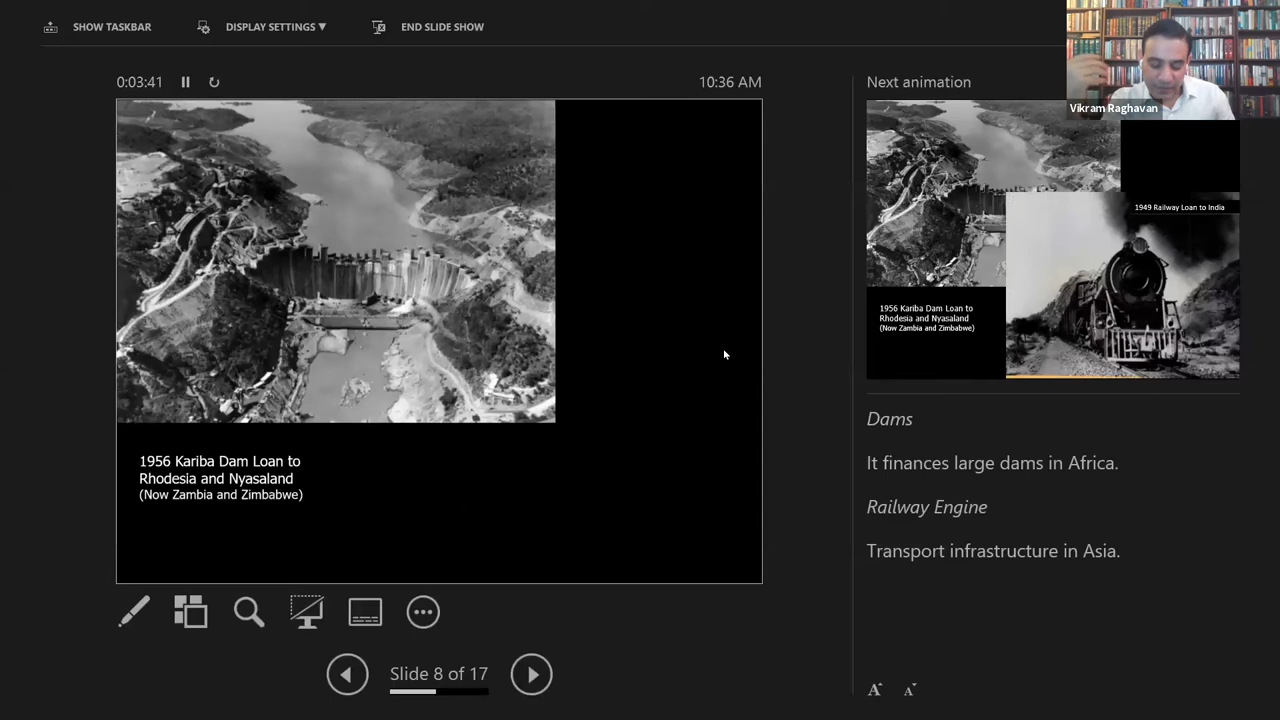 SHOW TASKBAR
DISPLAY SETTINGS ▼
END SLIDE SHOW
0:03:41
10:36 AM
Next animation
Vikram Raghavan
1956 Kariba Dam Loan to
Rhodesia and Nyasaland
(Now Zambia and Zimbabwe)
1949 Railway Loan to India
1956 Kariba Dam Loan to
Rhodesia and Nyasaland
(Now Zambia and Zimbabwe)
Dams
It finances large dams in Africa.
Railway Engine
Transport infrastructure in Asia.
Slide 8 of 17
A A